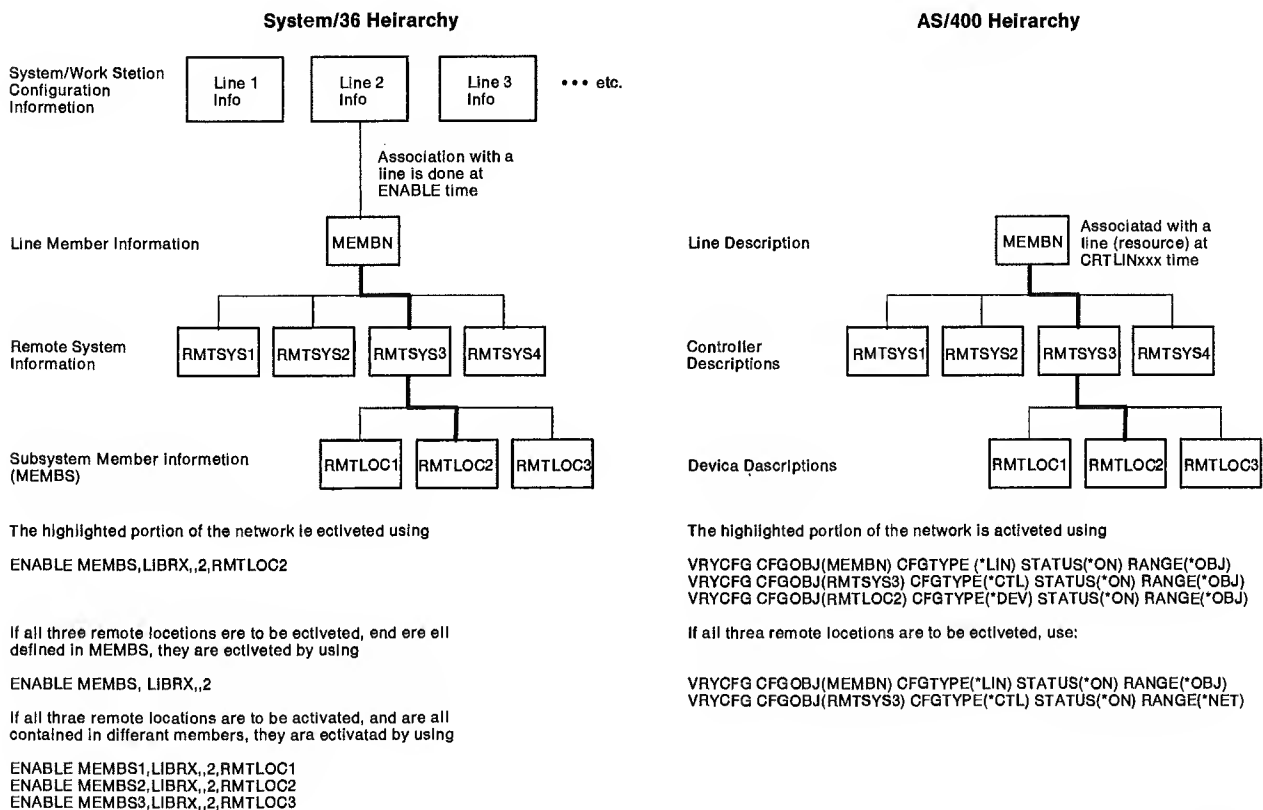 System/36 Heirarchy
System/Work Stetion
Configuration
Informetion
Line 1
Info
Line 2
Info
Line 3
Info
••• etc.
Association with a
line is done at
ENABLE time
Line Member Information
MEMBN
Remote System
Information
RMTSYS1
RMTSYS2
RMTSYS3
RMTSYS4
Subsystem Member informetion
(MEMBS)
RMTLOC1
RMTLOC2
RMTLOC3
The highlighted portion of the network ie ectiveted using
ENABLE MEMBS,LIBRX,,2,RMTLOC2
If all three remote locetions ere to be ectiveted, end ere ell
defined in MEMBS, they are ectiveted by using
ENABLE MEMBS, LIBRX,,2
If all thrae remote locations are to be activated, and are all
contained in differant members, they ara ectivatad by using
ENABLE MEMBS1,LIBRX,,2,RMTLOC1
ENABLE MEMBS2,LIBRX,,2,RMTLOC2
ENABLE MEMBS3,LIBRX,,2,RMTLOC3
AS/400 Heirarchy
Line Description
MEMBN
Associatad with a
line (resource) at
CRTLINxxx time
Controller
Descriptions
RMTSYS1
RMTSYS2
RMTSYS3
RMTSYS4
Devica Dascriptions
RMTLOC1
RMTLOC2
RMTLOC3
The highlighted portion of the network is activeted using
VRYCFG CFGOBJ(MEMBN) CFGTYPE (*LIN) STATUS(*ON) RANGE(*OBJ)
VRYCFG CFGOBJ(RMTSYS3) CFGTYPE(*CTL) STATUS(*ON) RANGE(*OBJ)
VRYCFG CFGOBJ(RMTLOC2) CFGTYPE(*DEV) STATUS(*ON) RANGE(*OBJ)
If all threa remote locetions are to be ectiveted, use:
VRYCFG CFGOBJ(MEMBN) CFGTYPE(*LIN) STATUS(*ON) RANGE(*OBJ)
VRYCFG CFGOBJ(RMTSYS3) CFGTYPE(*CTL) STATUS(*ON) RANGE(*NET)